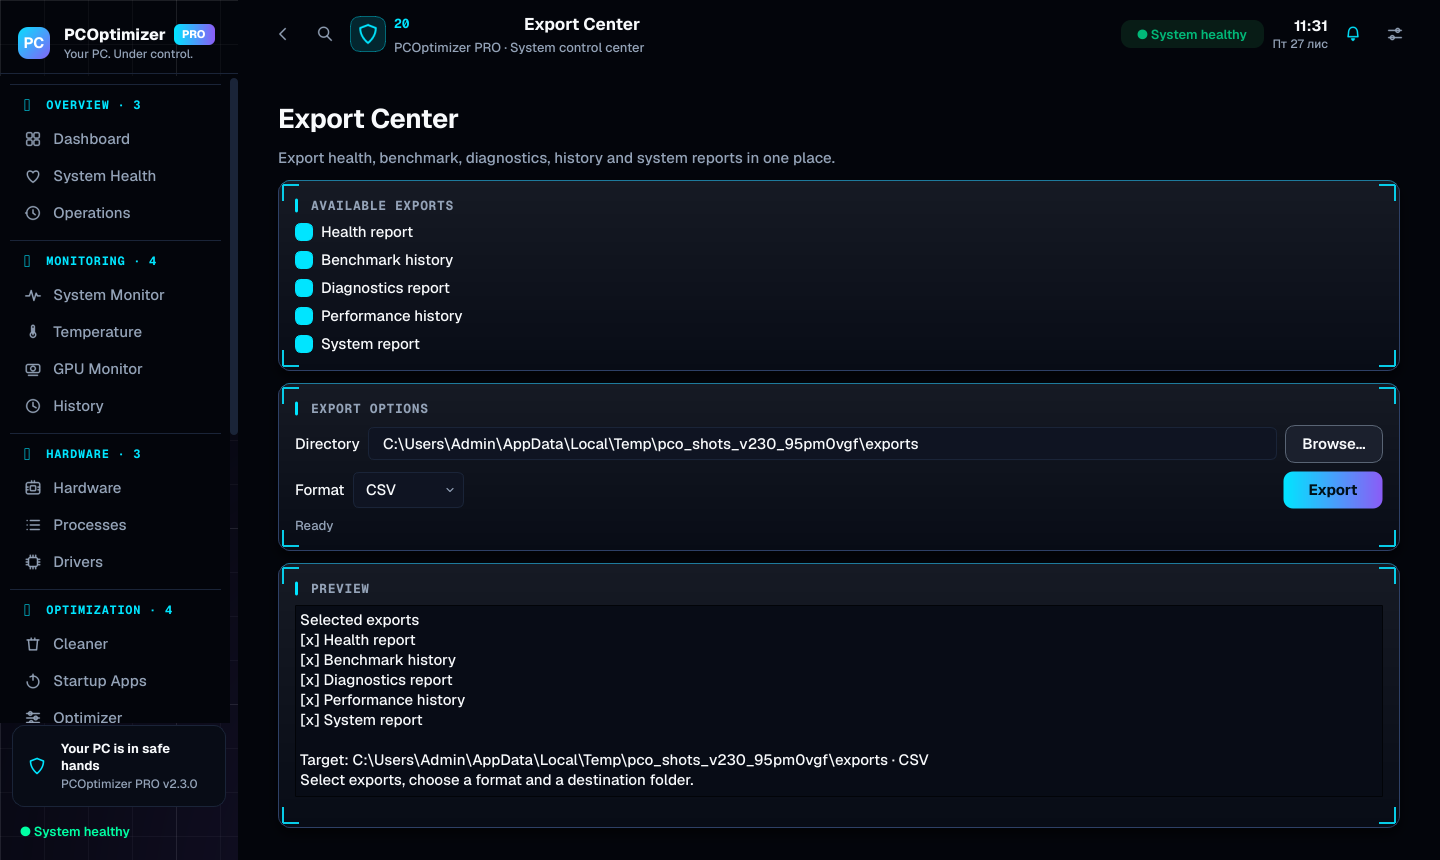 PC
PCOptimizer PRO
Your PC. Under control.
OVERVIEW · 3
Dashboard
System Health
Operations
MONITORING · 4
System Monitor
Temperature
GPU Monitor
History
HARDWARE · 3
Hardware
Processes
Drivers
OPTIMIZATION · 4
Cleaner
Startup Apps
Optimizer
Your PC is in safe
hands
PCOptimizer PRO v2.3.0
System healthy
20
Export Center
PCOptimizer PRO · System control center
System healthy
11:31
Пт 27 лис
Export Center
Export health, benchmark, diagnostics, history and system reports in one place.
AVAILABLE EXPORTS
Health report
Benchmark history
Diagnostics report
Performance history
System report
EXPORT OPTIONS
Directory C:\Users\Admin\AppData\Local\Temp\pco_shots_v230_95pm0vgf\exports Browse...
Format CSV Export
Ready
PREVIEW
Selected exports
[x] Health report
[x] Benchmark history
[x] Diagnostics report
[x] Performance history
[x] System report
Target: C:\Users\Admin\AppData\Local\Temp\pco_shots_v230_95pm0vgf\exports · CSV
Select exports, choose a format and a destination folder.